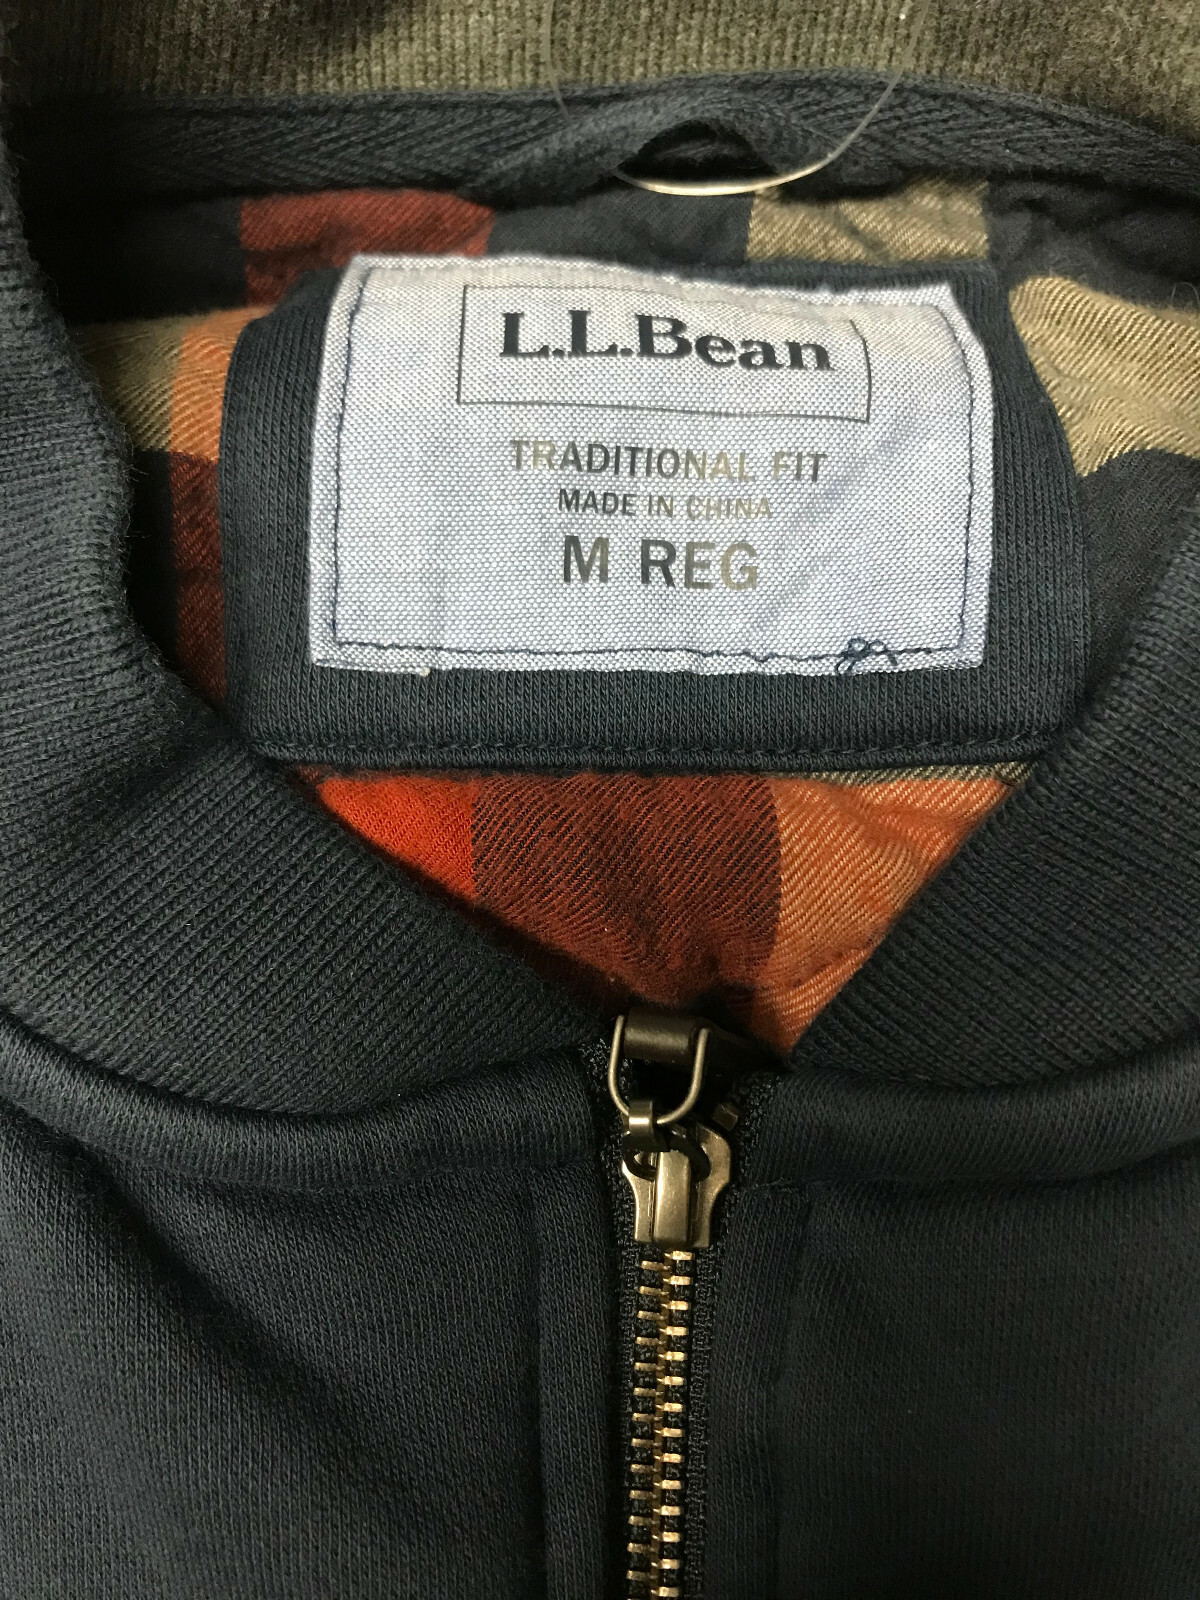 L.L.Bean
TRADITIONAL FIT
MADE IN CHINA
M REG